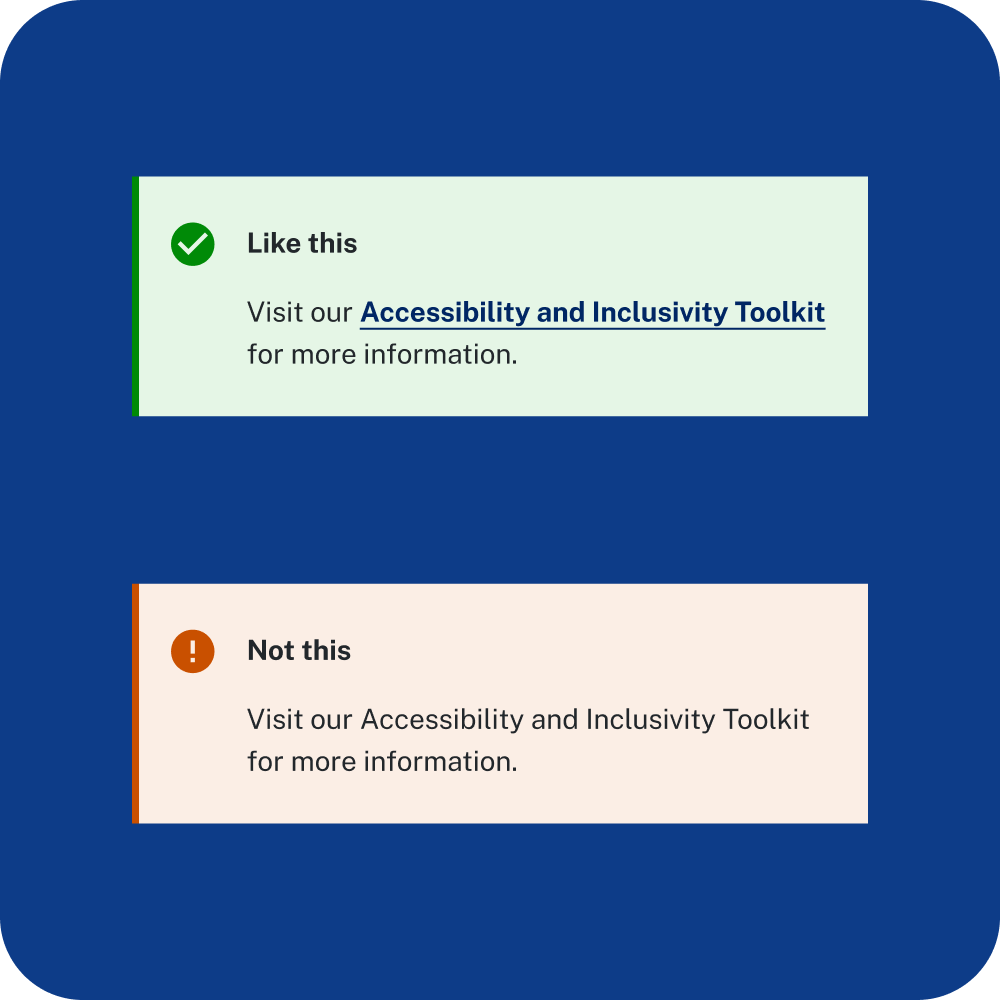 Like this
Visit our Accessibility and Inclusivity Toolkit
for more information.
Not this
Visit our Accessibility and Inclusivity Toolkit
for more information.